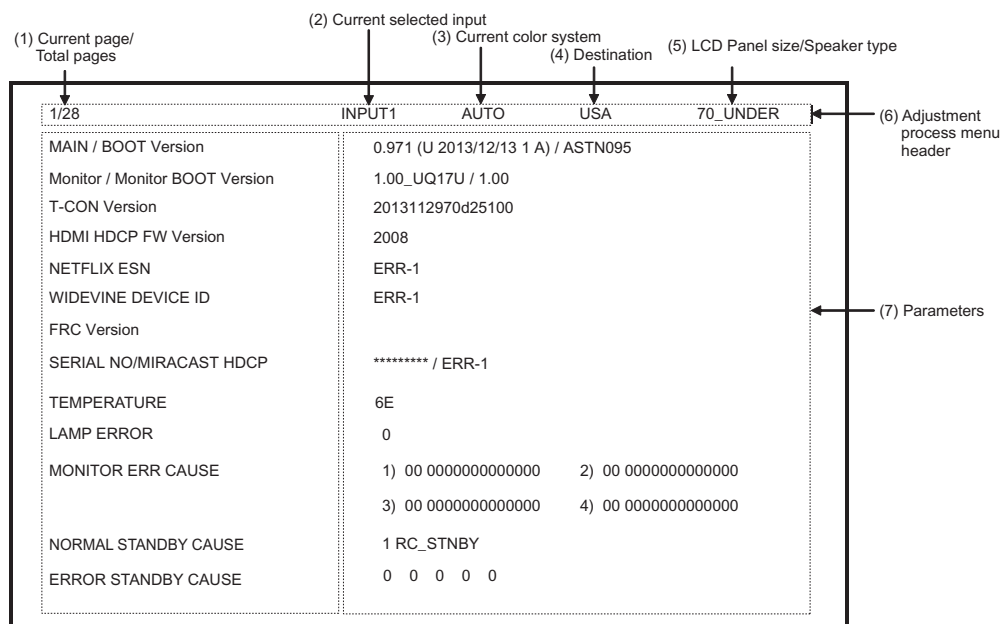 (1) Current page/
Total pages
(2) Current selected input
(3) Current color system
(4) Destination
(5) LCD Panel size/Speaker type
1/28 INPUT1 AUTO USA 70_UNDER
(6) Adjustment
process menu
header
MAIN / BOOT Version 0.971 (U 2013/12/13 1 A) / ASTN095
Monitor / Monitor BOOT Version 1.00_UQ17U / 1.00
T-CON Version 2013112970d25100
HDMI HDCP FW Version 2008
NETFLIX ESN ERR-1
WIDEVINE DEVICE ID ERR-1
(7) Parameters
FRC Version
SERIAL NO/MIRACAST HDCP ********* / ERR-1
TEMPERATURE 6E
LAMP ERROR 0
MONITOR ERR CAUSE 1) 00 0000000000000 2) 00 0000000000000
3) 00 0000000000000 4) 00 0000000000000
NORMAL STANDBY CAUSE 1 RC_STNBY
ERROR STANDBY CAUSE 0 0 0 0 0